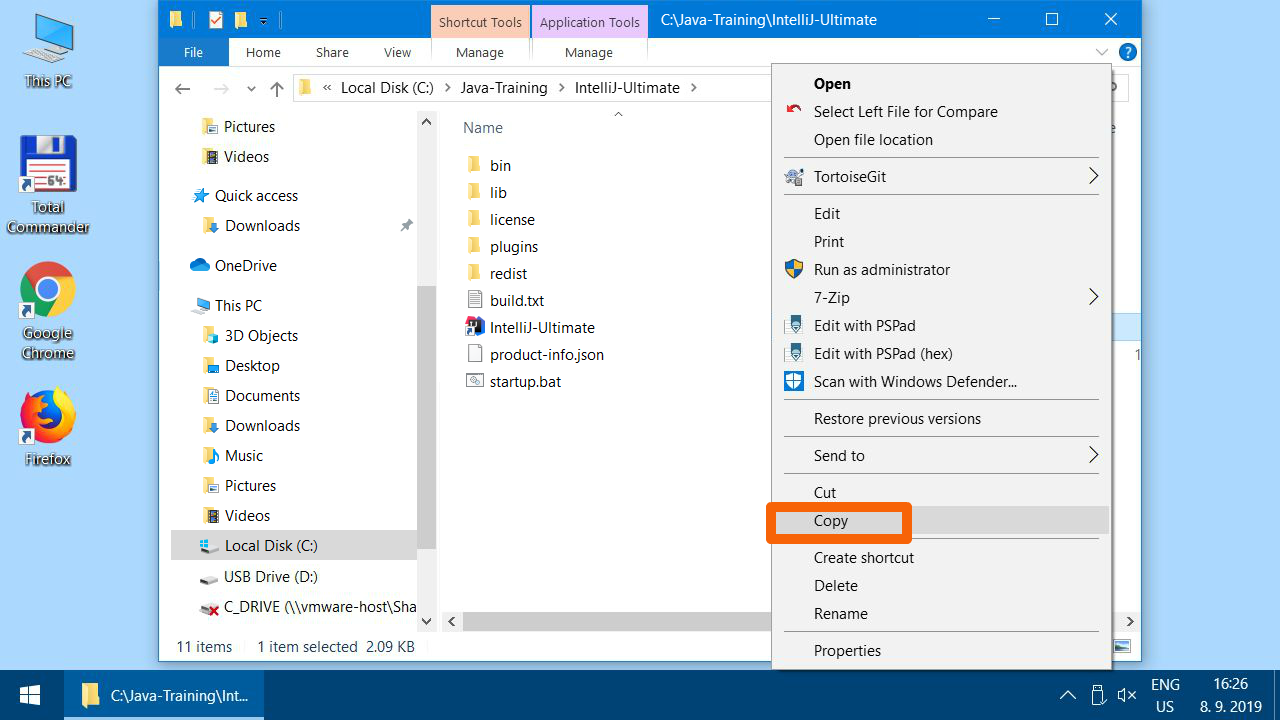 This PC
Total
Commander
64.
Google
Chrome
Firefox
Shortcut Tools
Application Tools
C:\Java-Training\IntelliJ-Ultimate
File
Home
Share
View
Manage
Manage
?
« Local Disk (C:) > Java-Training > IntelliJ-Ultimate >
Pictures
Videos
Quick access
Downloads
OneDrive
This PC
3D Objects
Desktop
Documents
Downloads
Music
Pictures
Videos
Local Disk (C:)
USB Drive (D:)
C_DRIVE (\\vmware-host\Sha
Name
bin
lib
license
plugins
redist
build.txt
IntelliJ-Ultimate
product-info.json
startup.bat
1
Open
Select Left File for Compare
Open file location
TortoiseGit
Edit
Print
Run as administrator
7-Zip
Edit with PSPad
Edit with PSPad (hex)
Scan with Windows Defender...
Restore previous versions
Send to
Cut
Copy
Create shortcut
Delete
Rename
Properties
11 items
1 item selected 2.09 KB
C:\Java-Training\Int...
ENG
US
16:26
8. 9. 2019